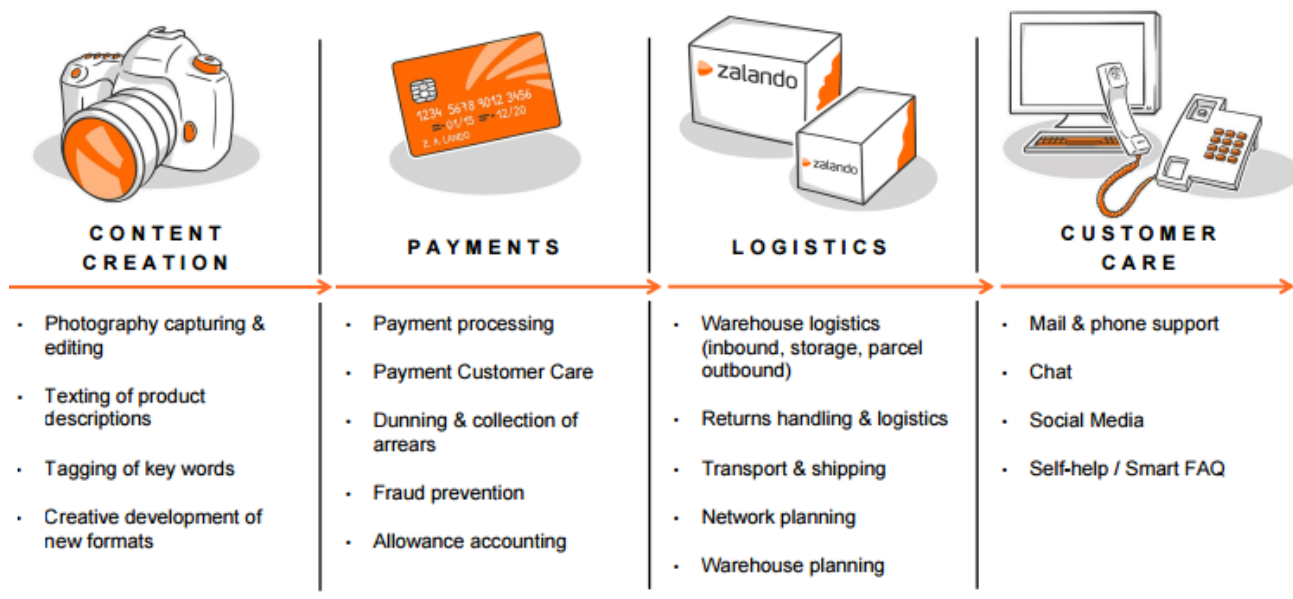 1234 5678 9012 3456
01/15 12/20
Z. A. LANDO
zalando
zalando
CONTENT
CREATION
PAYMENTS
LOGISTICS
CUSTOMER
CARE
· Photography capturing &
editing
· Texting of product
descriptions
· Tagging of key words
· Creative development of
new formats
· Payment processing
· Payment Customer Care
· Dunning & collection of
arrears
· Fraud prevention
· Allowance accounting
· Warehouse logistics
(inbound, storage, parcel
outbound)
· Returns handling & logistics
· Transport & shipping
· Network planning
· Warehouse planning
· Mail & phone support
· Chat
· Social Media
· Self-help / Smart FAQ